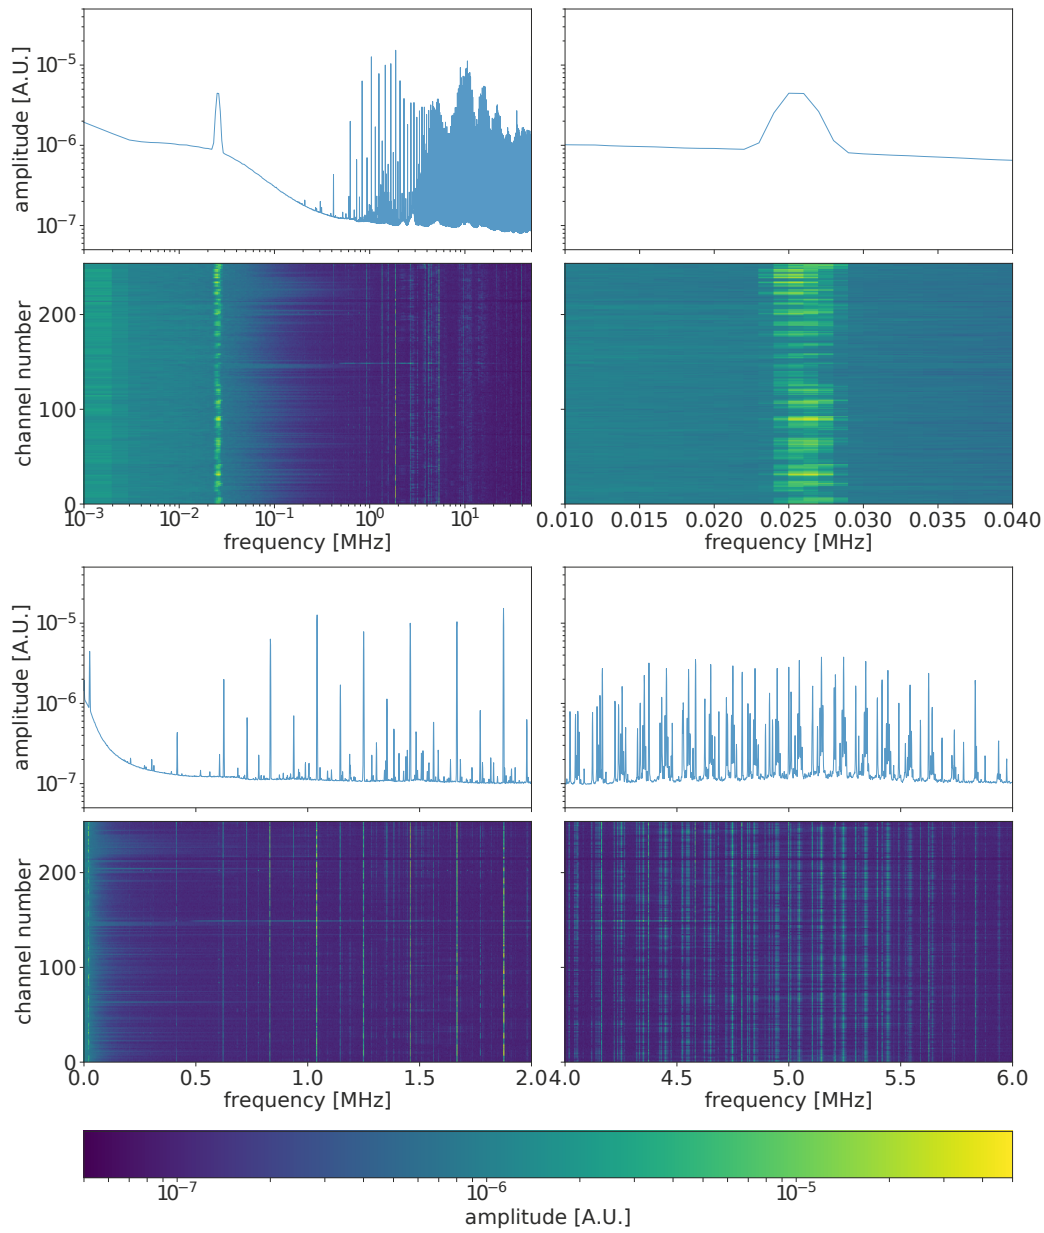 amplitude [A.U.]
10⁻⁵
10⁻⁶
10⁻⁷
channel number
200
100
0
10⁻³ 10⁻² 10⁻¹ 10⁰ 10¹
frequency [MHz]
0.010 0.015 0.020 0.025 0.030 0.035 0.040
frequency [MHz]
amplitude [A.U.]
10⁻⁵
10⁻⁶
10⁻⁷
channel number
200
100
0
0.0 0.5 1.0 1.5 2.0
frequency [MHz]
4.0 4.5 5.0 5.5 6.0
frequency [MHz]
10⁻⁷ 10⁻⁶ 10⁻⁵
amplitude [A.U.]